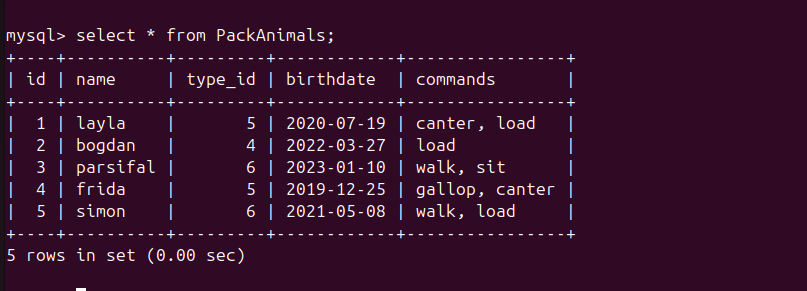 mysql> select * from PackAnimals;
+----+----------+---------+------------+----------------+
| id | name     | type_id | birthdate  | commands       |
+----+----------+---------+------------+----------------+
|  1 | layla    |       5 | 2020-07-19 | canter, load   |
|  2 | bogdan   |       4 | 2022-03-27 | load           |
|  3 | parsifal |       6 | 2023-01-10 | walk, sit      |
|  4 | frida    |       5 | 2019-12-25 | gallop, canter |
|  5 | simon    |       6 | 2021-05-08 | walk, load     |
+----+----------+---------+------------+----------------+
5 rows in set (0.00 sec)